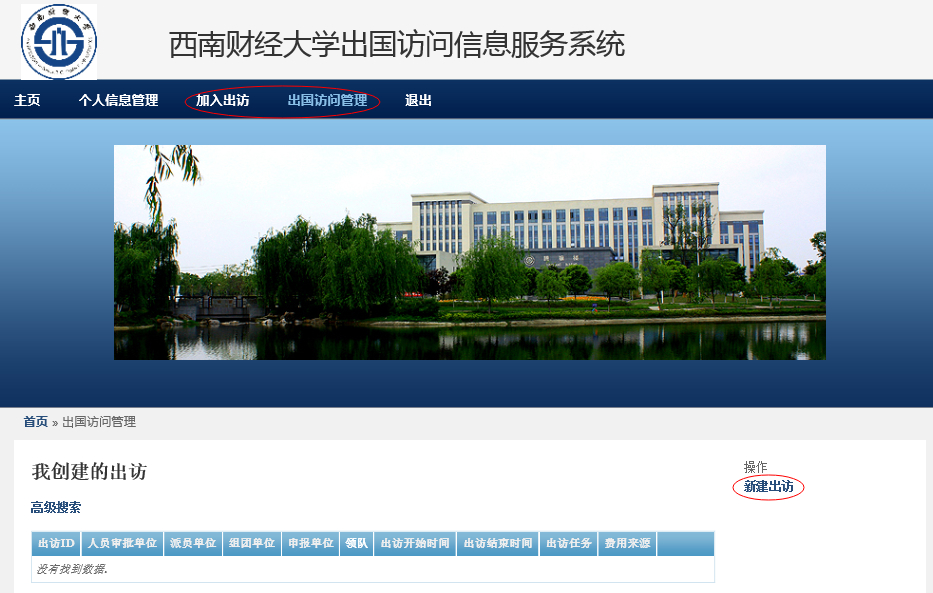 西南财经大学出国访问信息服务系统
主页 个人信息管理 加入出访 出国访问管理 退出
首页 » 出国访问管理
我创建的出访
操作
新建出访
高级搜索
出访ID 人员审批单位 派员单位 组团单位 申报单位 领队 出访开始时间 出访结束时间 出访任务 费用来源
没有找到数据.